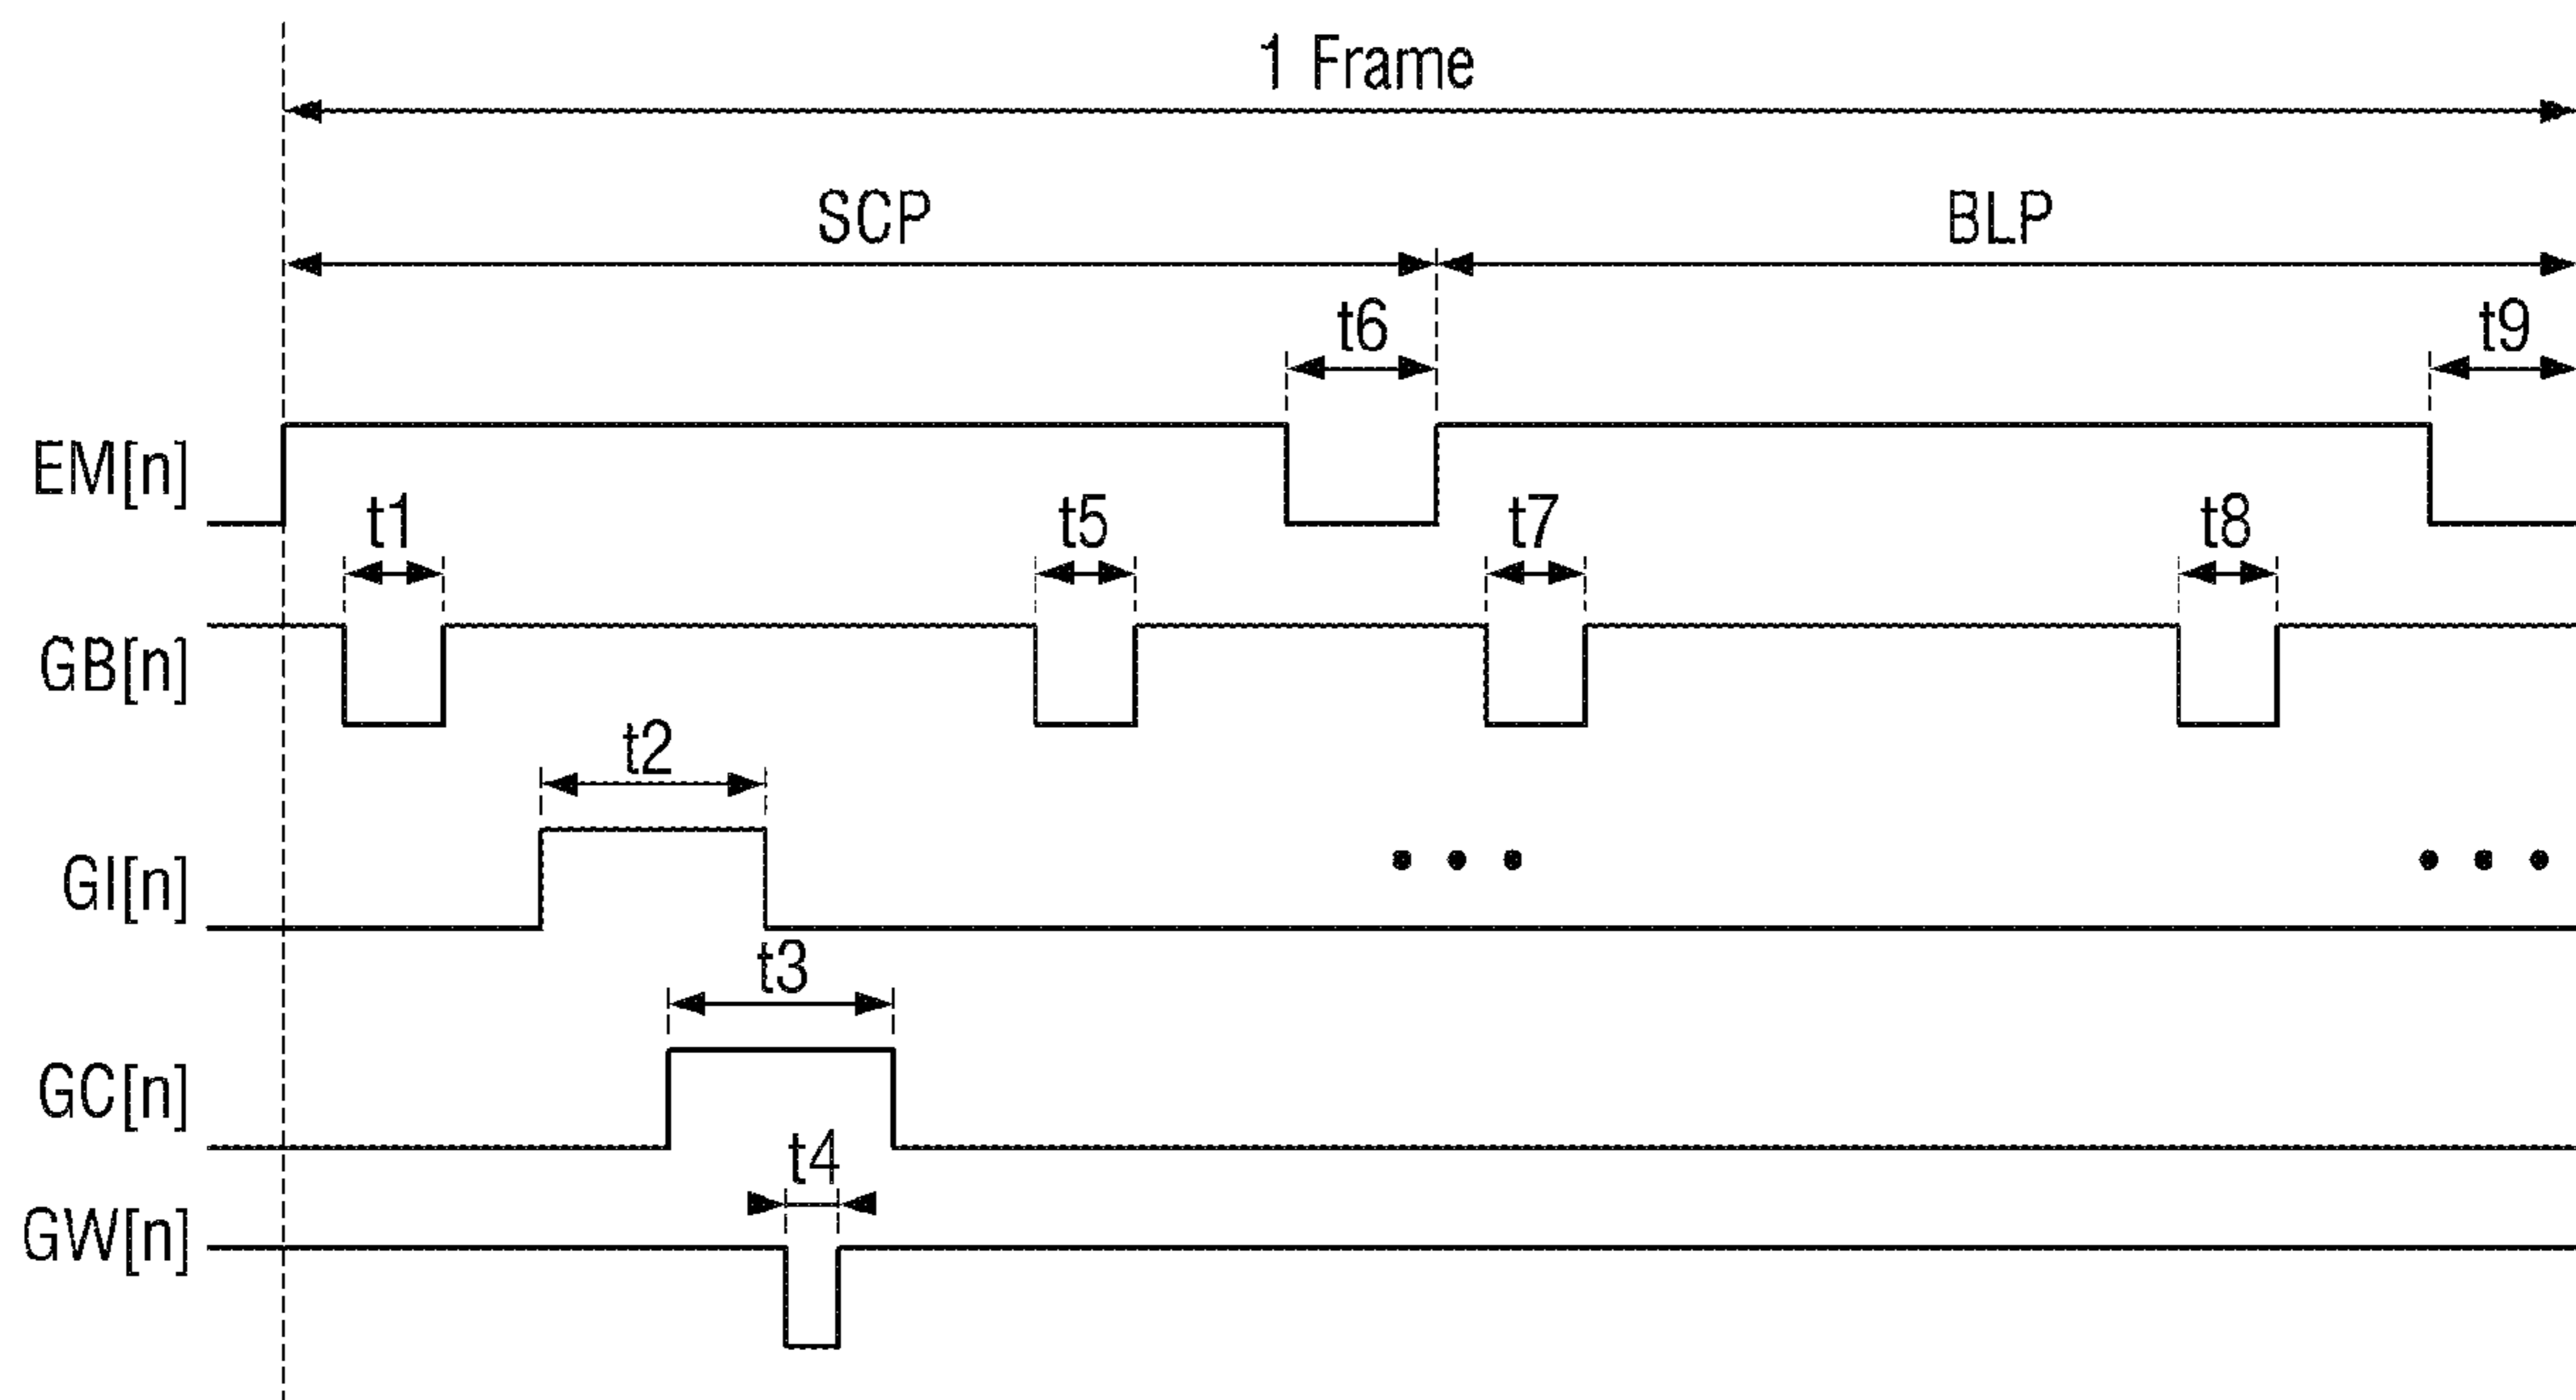 1 Frame
SCP BLP
t6 t9
EM[n]
t1 t5 t7 t8
GB[n]
t2
GI[n]
t3
GC[n]
t4
GW[n]